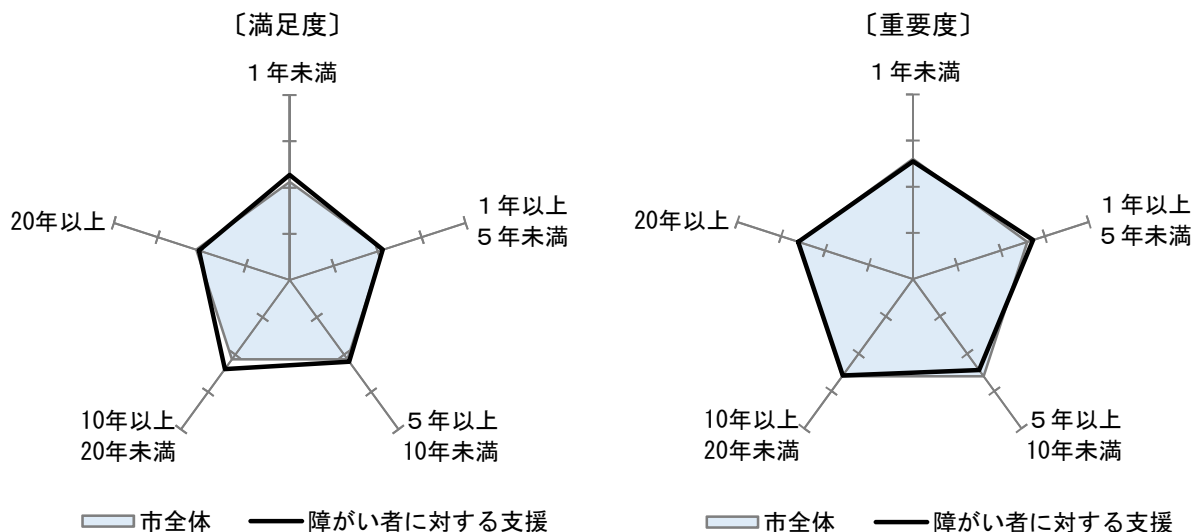 〔満足度〕
１年未満
１年以上
５年未満
５年以上
10年未満
10年以上
20年未満
20年以上
市全体
障がい者に対する支援
〔重要度〕
１年未満
１年以上
５年未満
５年以上
10年未満
10年以上
20年未満
20年以上
市全体
障がい者に対する支援